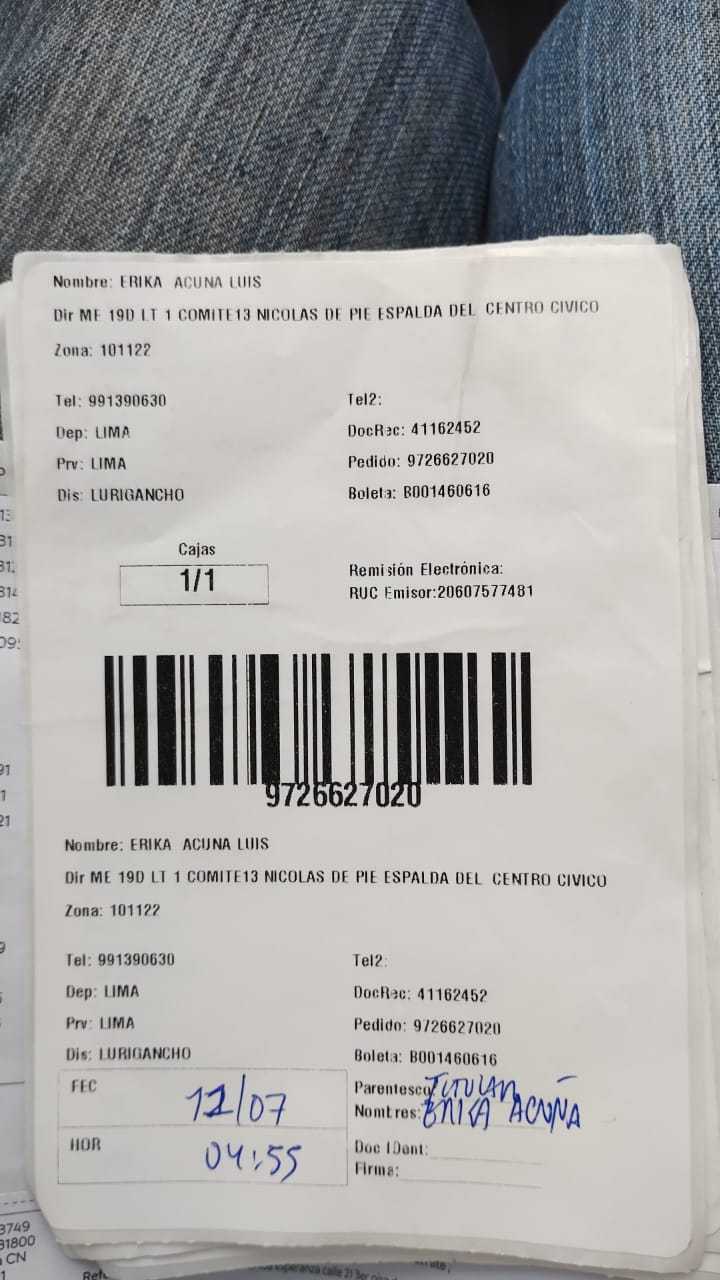 Nombre: ERIKA ACUNA LUIS
Dir ME 19D LT 1 COMITE13 NICOLAS DE PIE ESPALDA DEL CENTRO CIVICO
Zona: 101122
Tel: 991390630 Tel2:
Dep: LIMA DocRec: 41162452
Prv: LIMA Pedido: 9726627020
Dis: LURIGANCHO Boleta: B001460616
Cajas
1/1
Remisión Electrónica:
RUC Emisor:20607577481
9726627020
Nombre: ERIKA ACUNA LUIS
Dir ME 19D LT 1 COMITE13 NICOLAS DE PIE ESPALDA DEL CENTRO CIVICO
Zona: 101122
Tel: 991390630 Tel2:
Dep: LIMA DocRec: 41162452
Prv: LIMA Pedido: 9726627020
Dis: LURIGANCHO Boleta: B001460616
FEC 12/07 Parentesco: TITULAR
Nombres: ERIKA ACUÑA
HOR 04:55 Doc IDent:
Firma:
3749
31800
CN